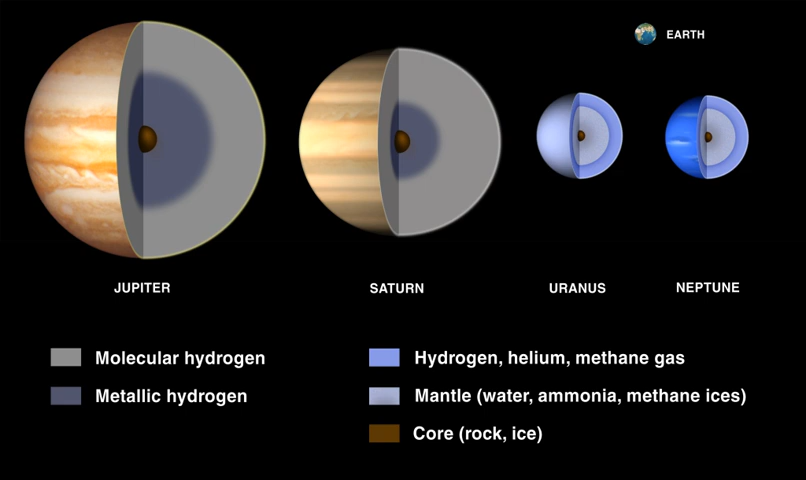 EARTH
JUPITER
SATURN
URANUS
NEPTUNE
Molecular hydrogen
Metallic hydrogen
Hydrogen, helium, methane gas
Mantle (water, ammonia, methane ices)
Core (rock, ice)